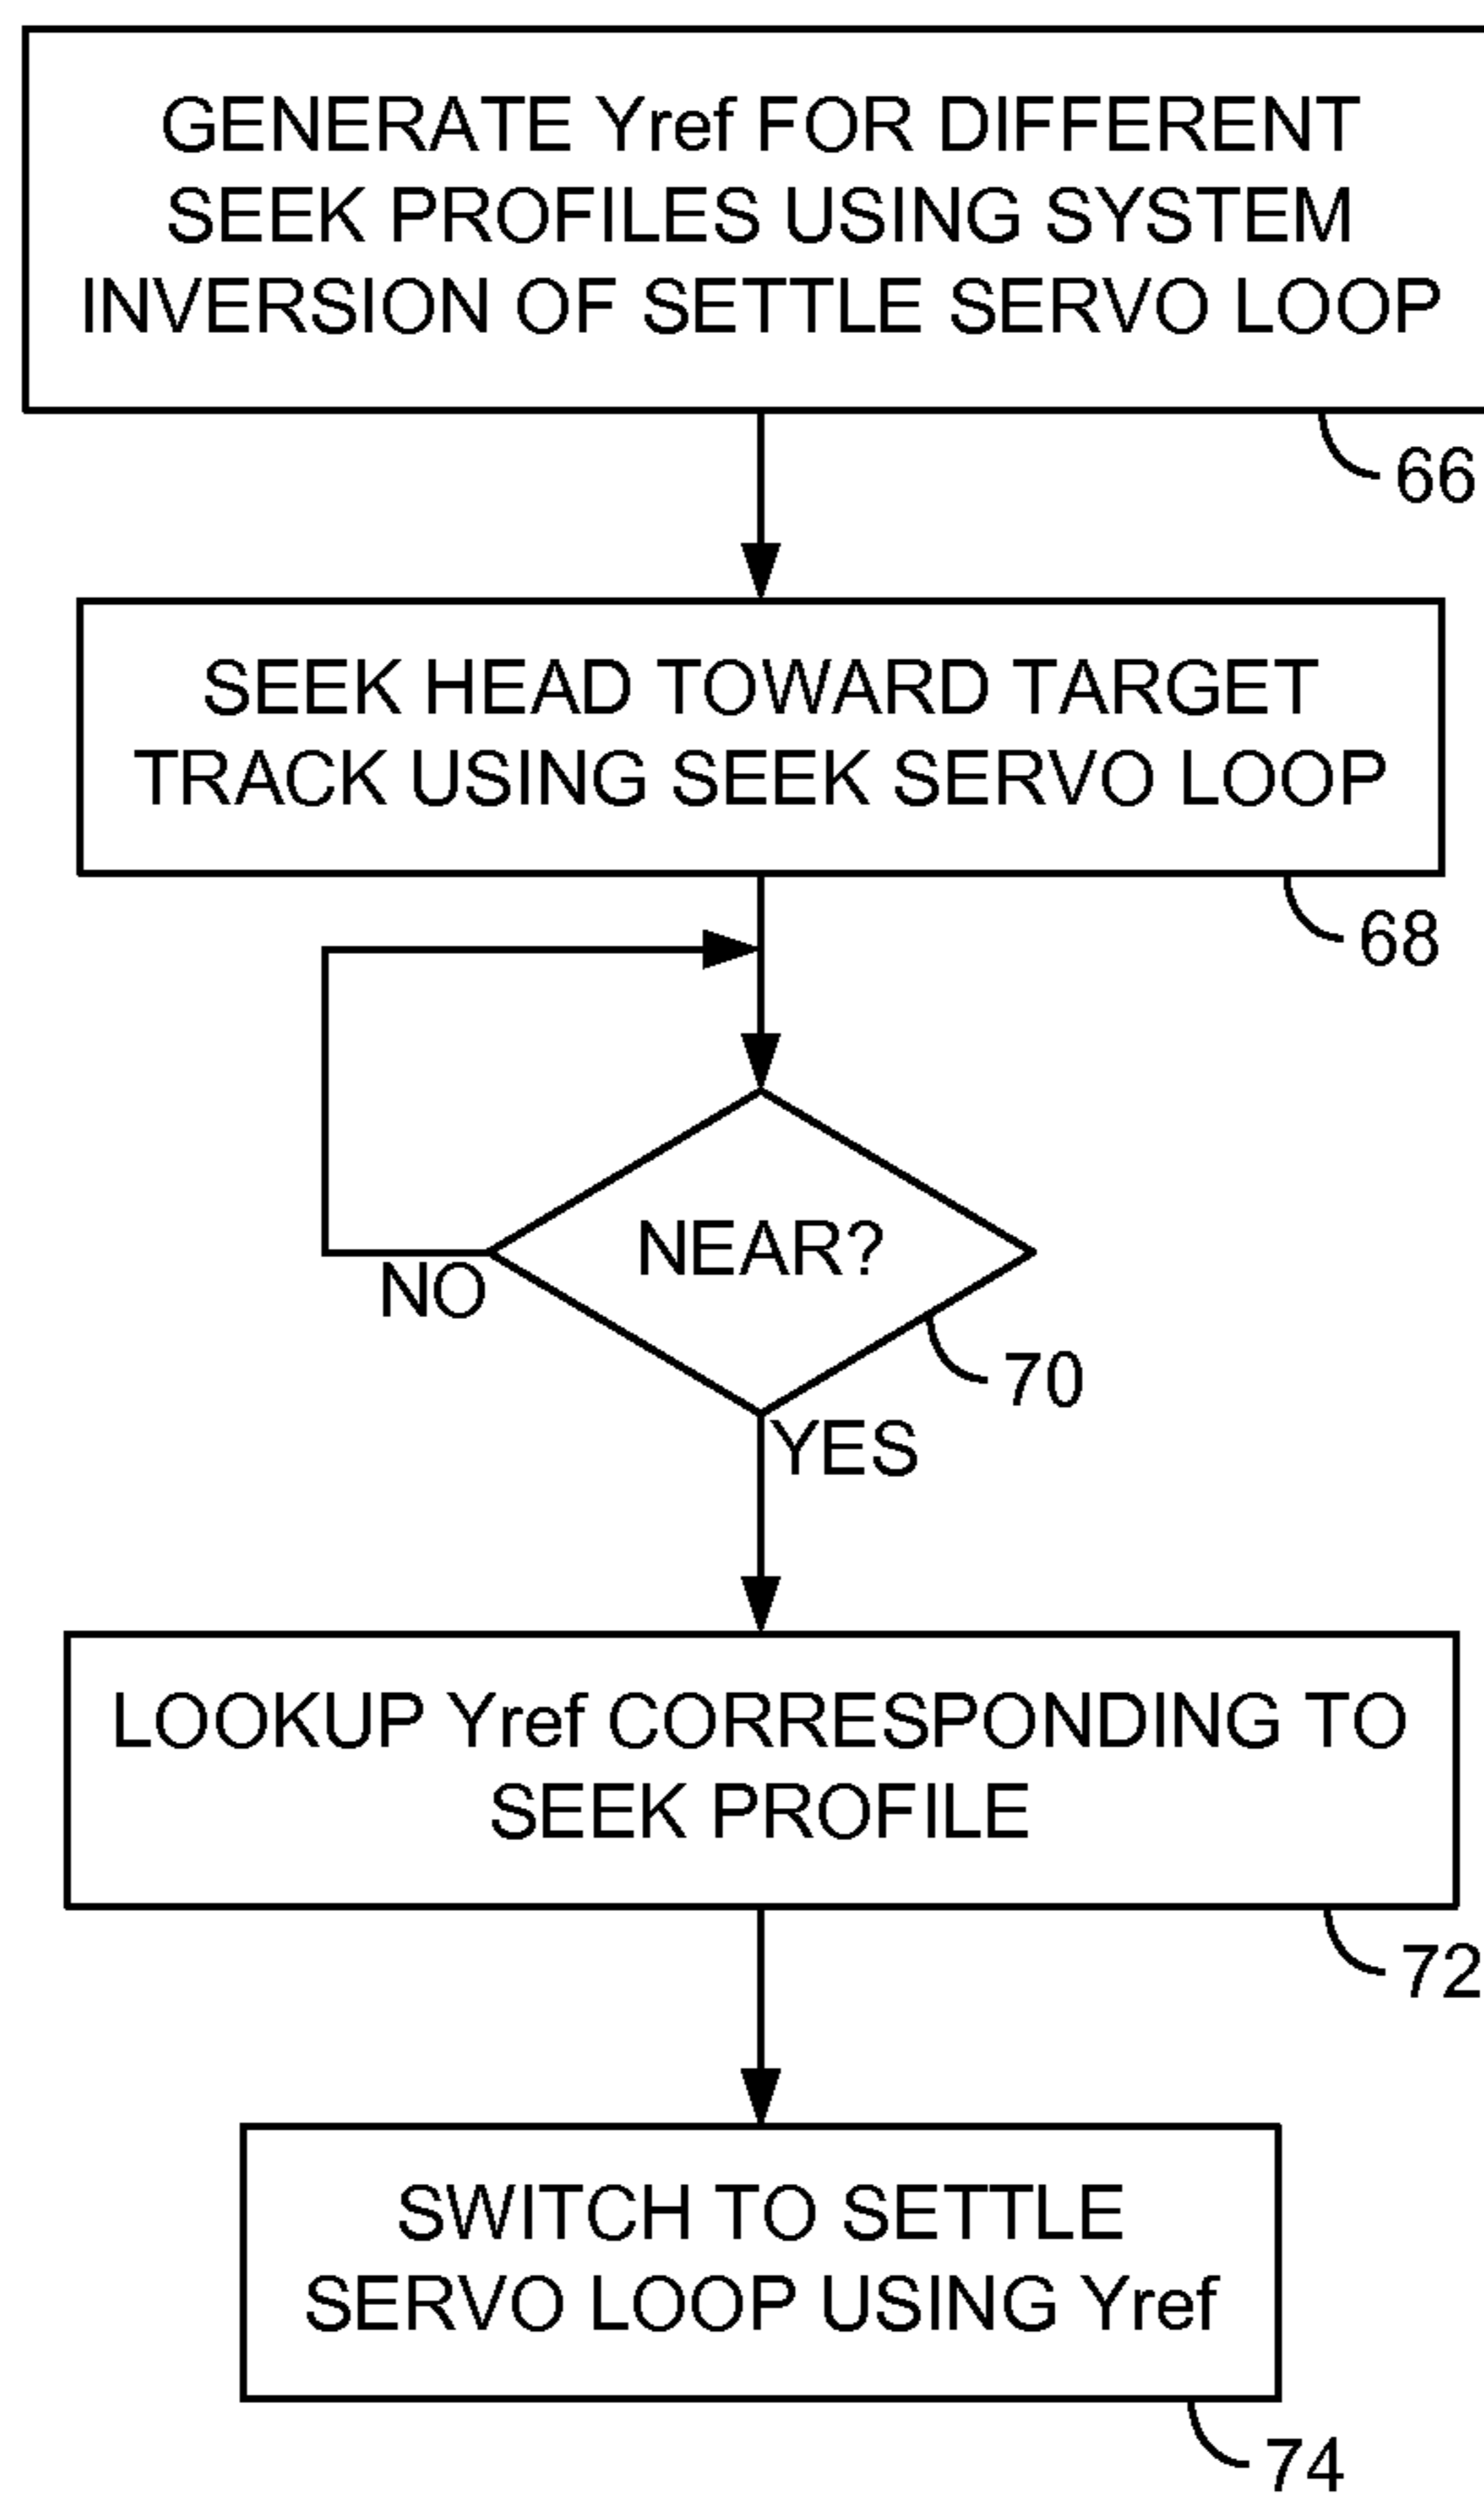 GENERATE Yref FOR DIFFERENT
SEEK PROFILES USING SYSTEM
INVERSION OF SETTLE SERVO LOOP
66
SEEK HEAD TOWARD TARGET
TRACK USING SEEK SERVO LOOP
68
NEAR?
NO
70
YES
LOOKUP Yref CORRESPONDING TO
SEEK PROFILE
72
SWITCH TO SETTLE
SERVO LOOP USING Yref
74